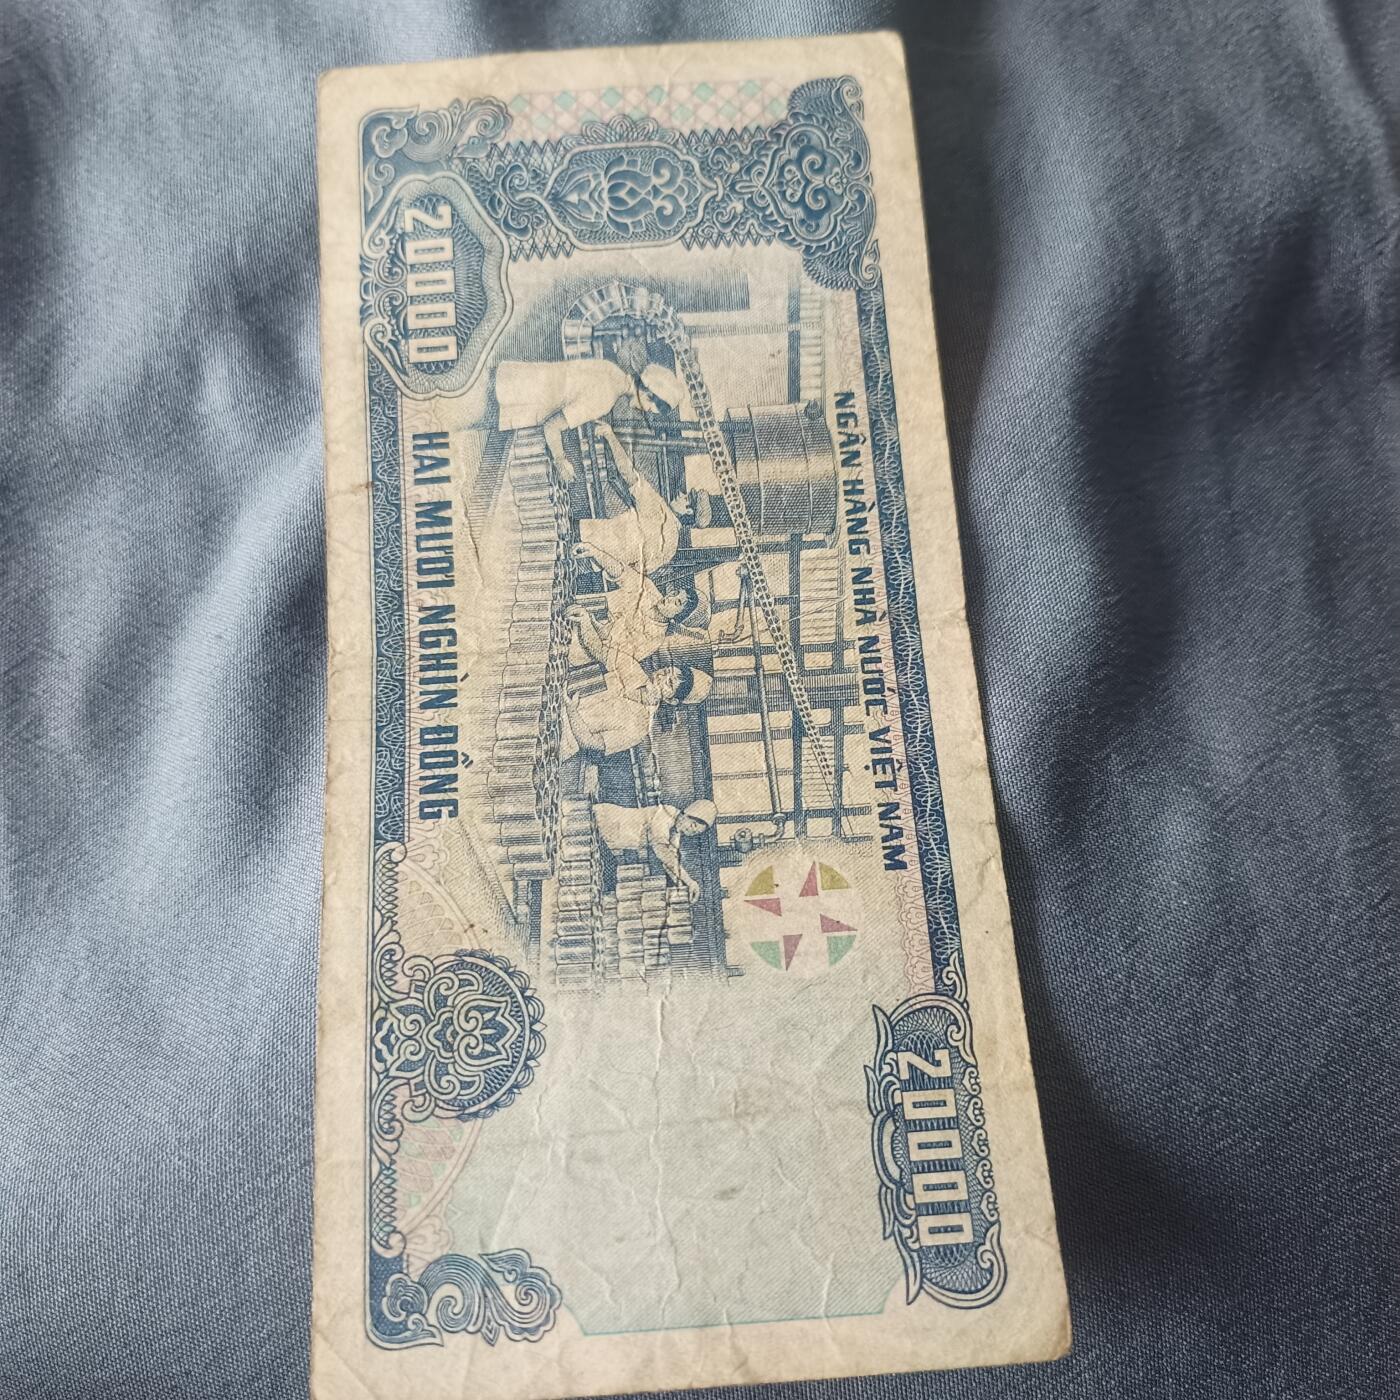 NGÂN HÀNG NHÀ NƯỚC VIỆT NAM
20000
20000
HAI MƯƠI NGHÌN ĐỒNG